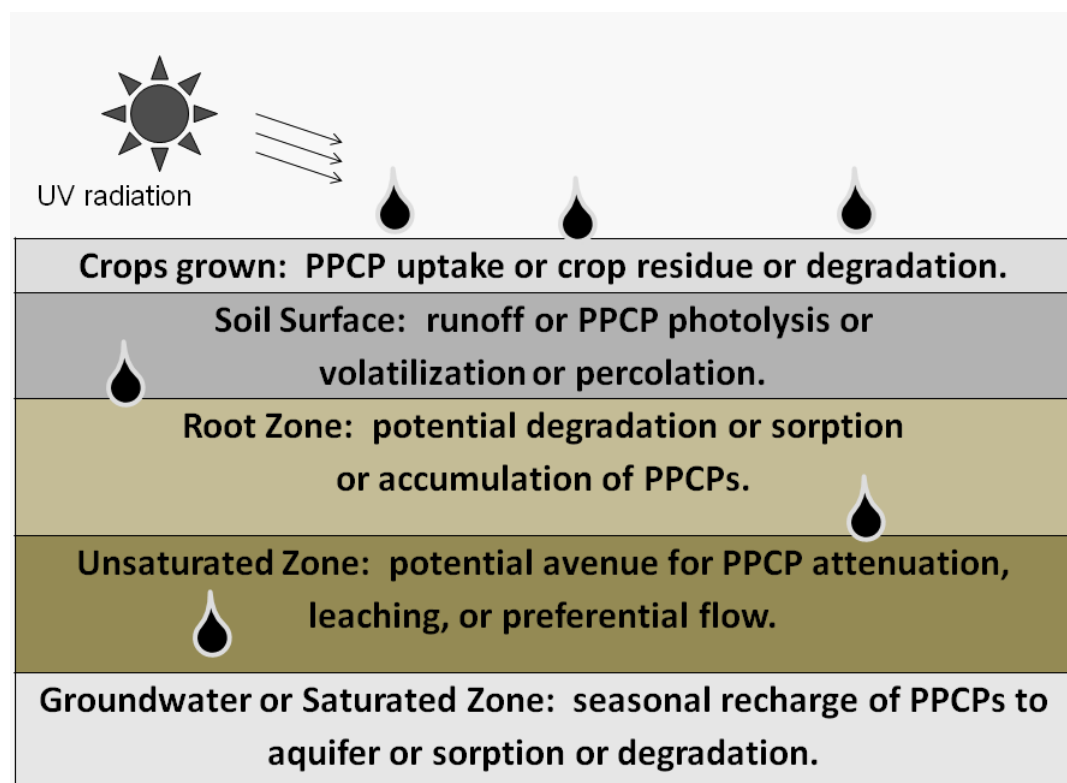 UV radiation
Crops grown:  PPCP uptake or crop residue or degradation.
Soil Surface:  runoff or PPCP photolysis or
volatilization or percolation.
Root Zone:  potential degradation or sorption
or accumulation of PPCPs.
Unsaturated Zone:  potential avenue for PPCP attenuation,
leaching, or preferential flow.
Groundwater or Saturated Zone:  seasonal recharge of PPCPs to
aquifer or sorption or degradation.